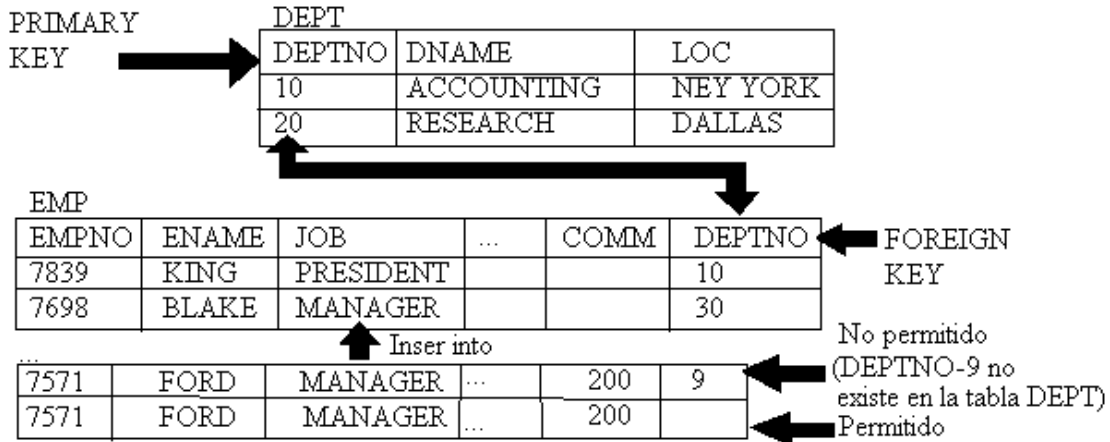 PRIMARY KEY
DEPT
DEPTNO DNAME LOC
10 ACCOUNTING NEY YORK
20 RESEARCH DALLAS
EMP
EMPNO ENAME JOB ... COMM DEPTNO
7839 KING PRESIDENT 10
7698 BLAKE MANAGER 30
FOREIGN KEY
Inser into
...
7571 FORD MANAGER ... 200 9
7571 FORD MANAGER ... 200
No permitido
(DEPTNO-9 no
existe en la tabla DEPT)
Permitido